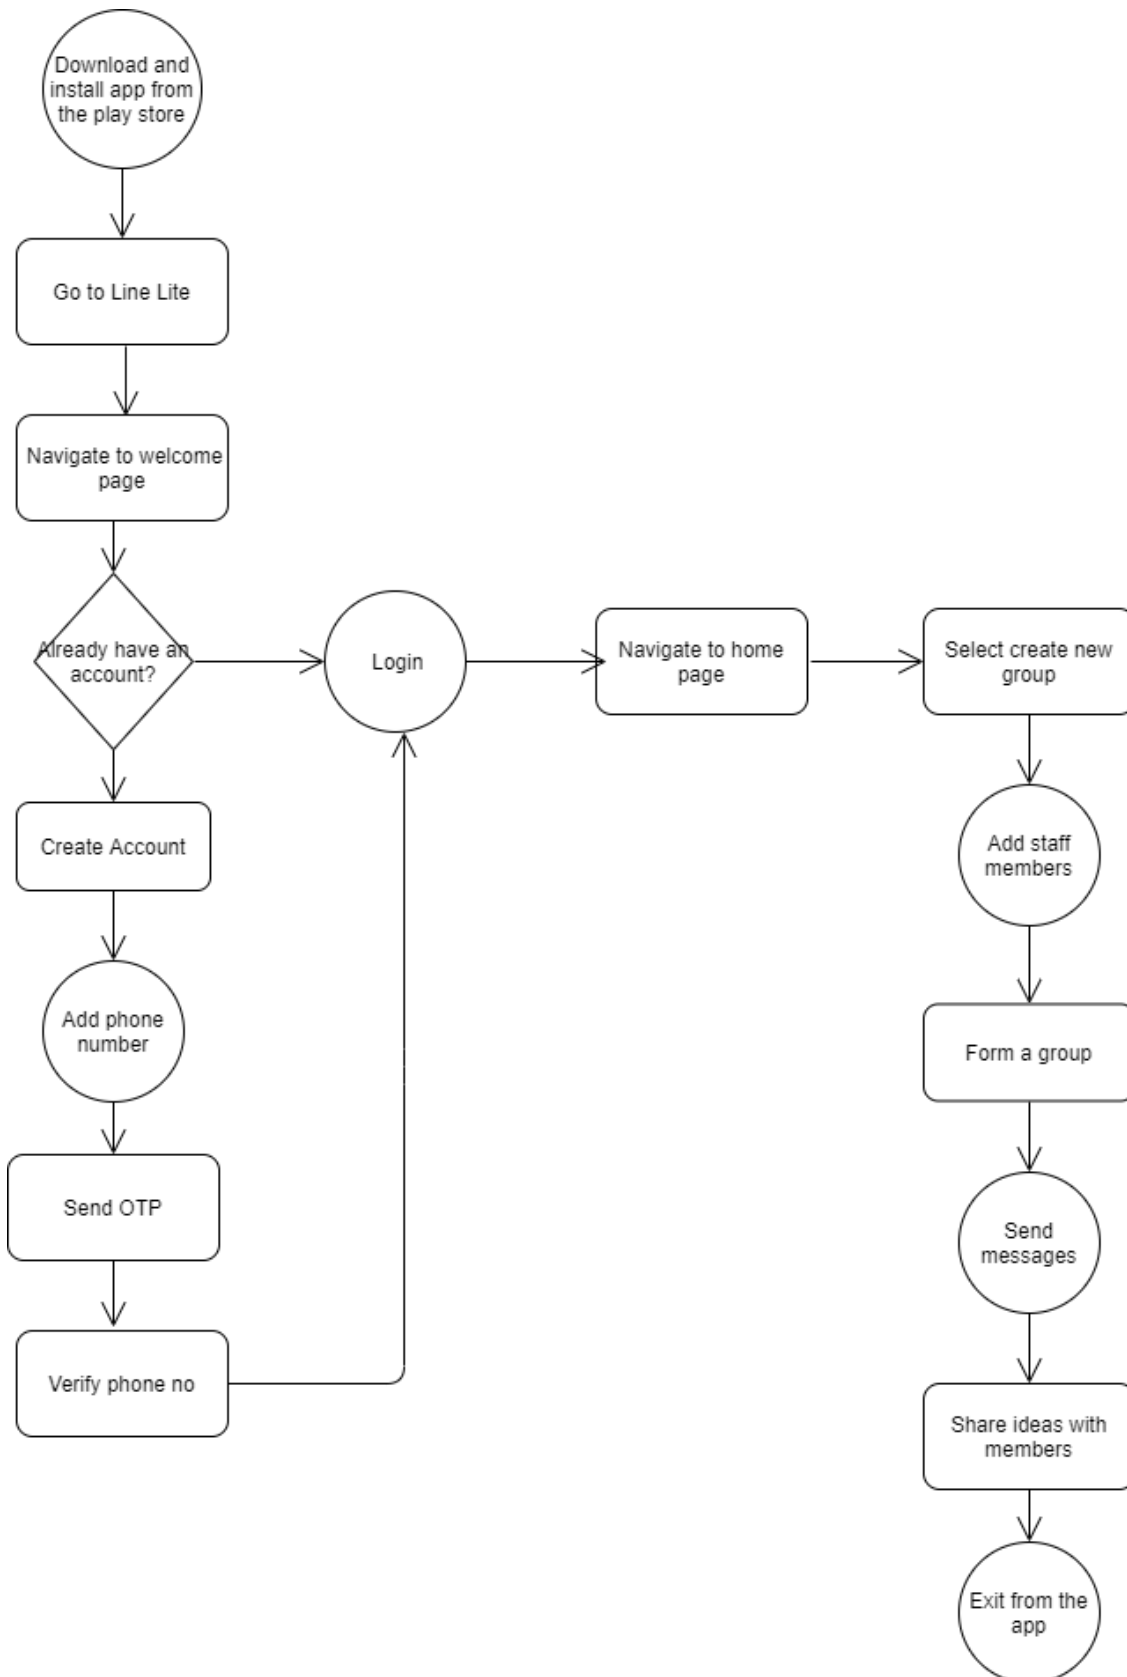 Download and
install app from
the play store
Go to Line Lite
Navigate to welcome
page
Already have an
account?
Login
Navigate to home
page
Select create new
group
Create Account
Add staff
members
Add phone
number
Form a group
Send OTP
Send
messages
Verify phone no
Share ideas with
members
Exit from the
app